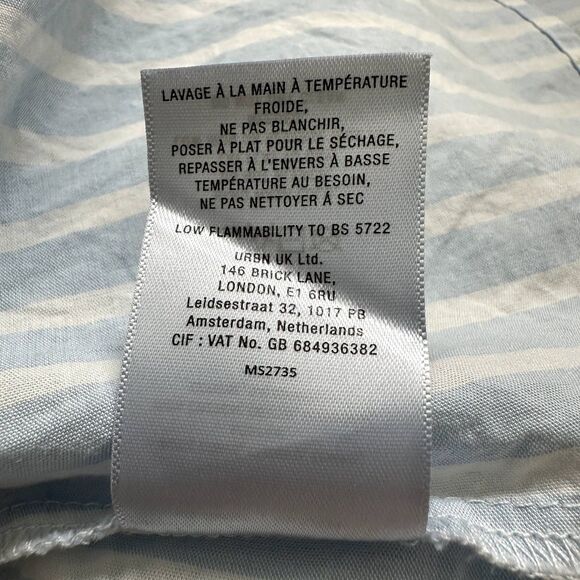 LAVAGE À LA MAIN À TEMPÉRATURE
FROIDE,
NE PAS BLANCHIR,
POSER À PLAT POUR LE SÉCHAGE,
REPASSER À L'ENVERS À BASSE
TEMPÉRATURE AU BESOIN,
NE PAS NETTOYER Á SEC
LOW FLAMMABILITY TO BS 5722
URBN UK Ltd.
146 BRICK LANE,
LONDON, E1 6RU
Leidsestraat 32, 1017 PB
Amsterdam, Netherlands
CIF : VAT No. GB 684936382
MS2735